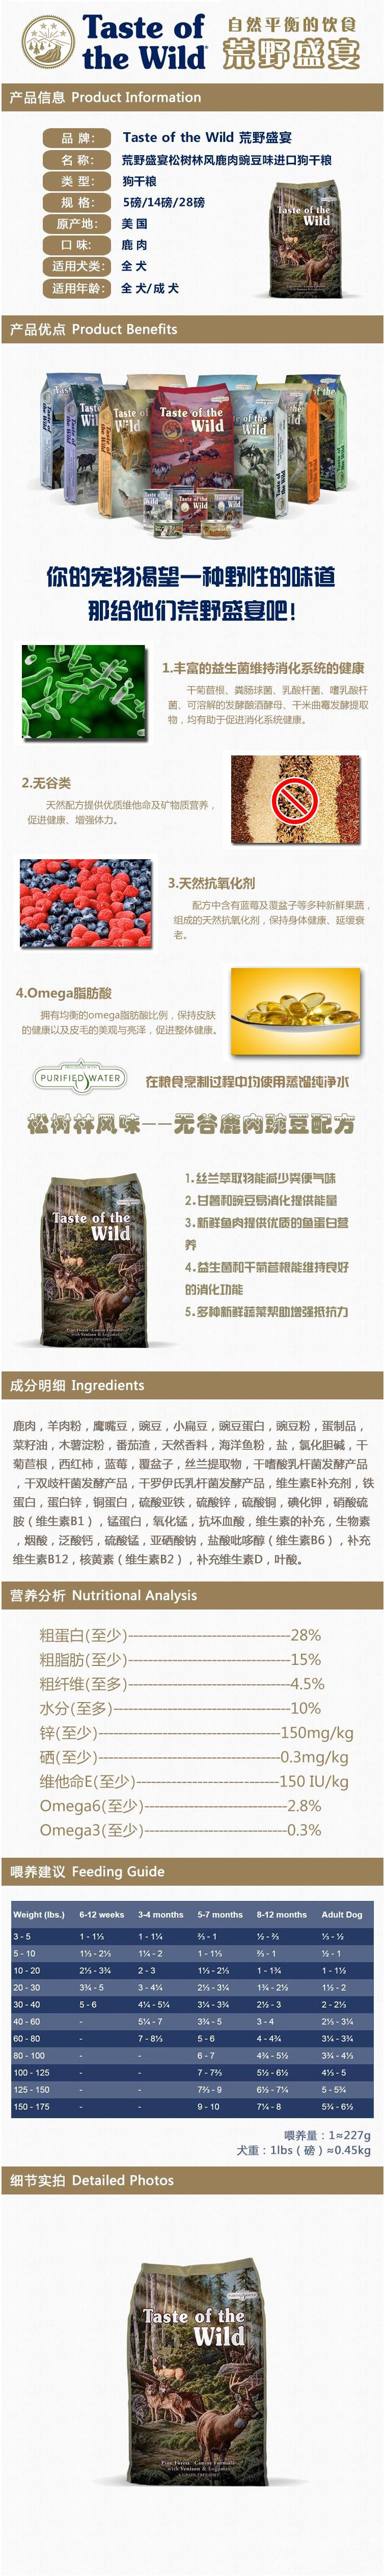 Taste of
the Wild
自然平衡的饮食
荒野盛宴
产品信息 Product Information
品 牌： Taste of the Wild 荒野盛宴
名 称： 荒野盛宴松树林风鹿肉豌豆味进口狗干粮
类 型： 狗干粮
规 格： 5磅/14磅/28磅
原产地： 美 国
口 味： 鹿 肉
适用犬类： 全 犬
适用年龄： 全 犬/ 成 犬
Taste of the
Wild
产品优点 Product Benefits
Taste of the
Wild
你的宠物渴望一种野性的味道
那给他们荒野盛宴吧！
1.丰富的益生菌维持消化系统的健康
干菊苣根、粪肠球菌、乳酸杆菌、嗜乳酸杆
菌、可溶解的发酵酿酒酵母、干米曲霉发酵提取
物，均有助于促进消化系统健康。
2.无谷类
天然配方提供优质维他命及矿物质营养，
促进健康、增强体力。
3.天然抗氧化剂
配方中含有蓝莓及覆盆子等多种新鲜果蔬，
组成的天然抗氧化剂，保持身体健康、延缓衰
老。
4.Omega脂肪酸
拥有均衡的omega脂肪酸比例，保持皮肤
的健康以及皮毛的美观与亮泽，促进整体健康。
PURIFIED WATER
在粮食烹制过程中均使用蒸馏纯净水
松树林风味——无谷鹿肉豌豆配方
Taste of the
Wild
1.丝兰萃取物能减少粪便气味
2.甘薯和豌豆易消化提供能量
3.新鲜鱼肉提供优质的鱼蛋白营
养
4.益生菌和干菊苣根能维持良好
的消化功能
5.多种新鲜蔬菜帮助增强抵抗力
成分明细 Ingredients
鹿肉，羊肉粉，鹰嘴豆，豌豆，小扁豆，豌豆蛋白，豌豆粉，蛋制品，
菜籽油，木薯淀粉，番茄渣，天然香料，海洋鱼粉，盐，氯化胆碱，干
菊苣根，西红柿，蓝莓，覆盆子，丝兰提取物，干嗜酸乳杆菌发酵产品
，干双歧杆菌发酵产品，干罗伊氏乳杆菌发酵产品，维生素E补充剂，铁
蛋白，蛋白锌，铜蛋白，硫酸亚铁，硫酸锌，硫酸铜，碘化钾，硝酸硫
胺（维生素B1），锰蛋白，氧化锰，抗坏血酸，维生素的补充，生物素
，烟酸，泛酸钙，硫酸锰，亚硒酸钠，盐酸吡哆醇（维生素B6），补充
维生素B12，核黄素（维生素B2），补充维生素D，叶酸。
营养分析 Nutritional Analysis
粗蛋白(至少)--------------------------------28%
粗脂肪(至少)--------------------------------15%
粗纤维(至多)--------------------------------4.5%
水分(至多)-----------------------------------10%
锌(至少)------------------------------------150mg/kg
硒(至少)------------------------------------0.3mg/kg
维他命E(至少)----------------------------150 IU/kg
Omega6(至少)----------------------------2.8%
Omega3(至少)----------------------------0.3%
喂养建议 Feeding Guide
Weight (lbs.) 6-12 weeks 3-4 months 5-7 months 8-12 months Adult Dog
3 - 5 1 - 1⅓ 1 - 1¼ ⅔ - 1 ½ - ⅔ ⅓ - ½
5 - 10 1⅓ - 2⅓ 1¼ - 2 1 - 1⅓ ⅔ - 1 ½ - 1
10 - 20 2⅓ - 3¾ 2 - 3 1⅓ - 2⅓ 1 - 1¾ 1 - 1½
20 - 30 3¾ - 5 3 - 4¼ 2⅓ - 3¼ 1¾ - 2½ 1½ - 2
30 - 40 5 - 6 4¼ - 5¼ 3¼ - 3¾ 2½ - 3 2 - 2⅓
40 - 60 - 5¼ - 7 3¾ - 5 3 - 4 2⅓ - 3¼
60 - 80 - 7 - 8⅓ 5 - 6 4 - 4¾ 3¼ - 3¾
80 - 100 - - 6 - 7 4¾ - 5½ 3¾ - 4⅓
100 - 125 - - 7 - 7⅔ 5½ - 6½ 4⅓ - 5
125 - 150 - - 7⅔ - 9 6½ - 7¼ 5 - 5¾
150 - 175 - - 9 - 10 7¼ - 8 5¾ - 6½
喂养量：1≈227g
犬重：1lbs（磅）≈0.45kg
细节实拍 Detailed Photos
Taste of the
Wild
Pine Forest Canine Formula
with Venison & Legumes